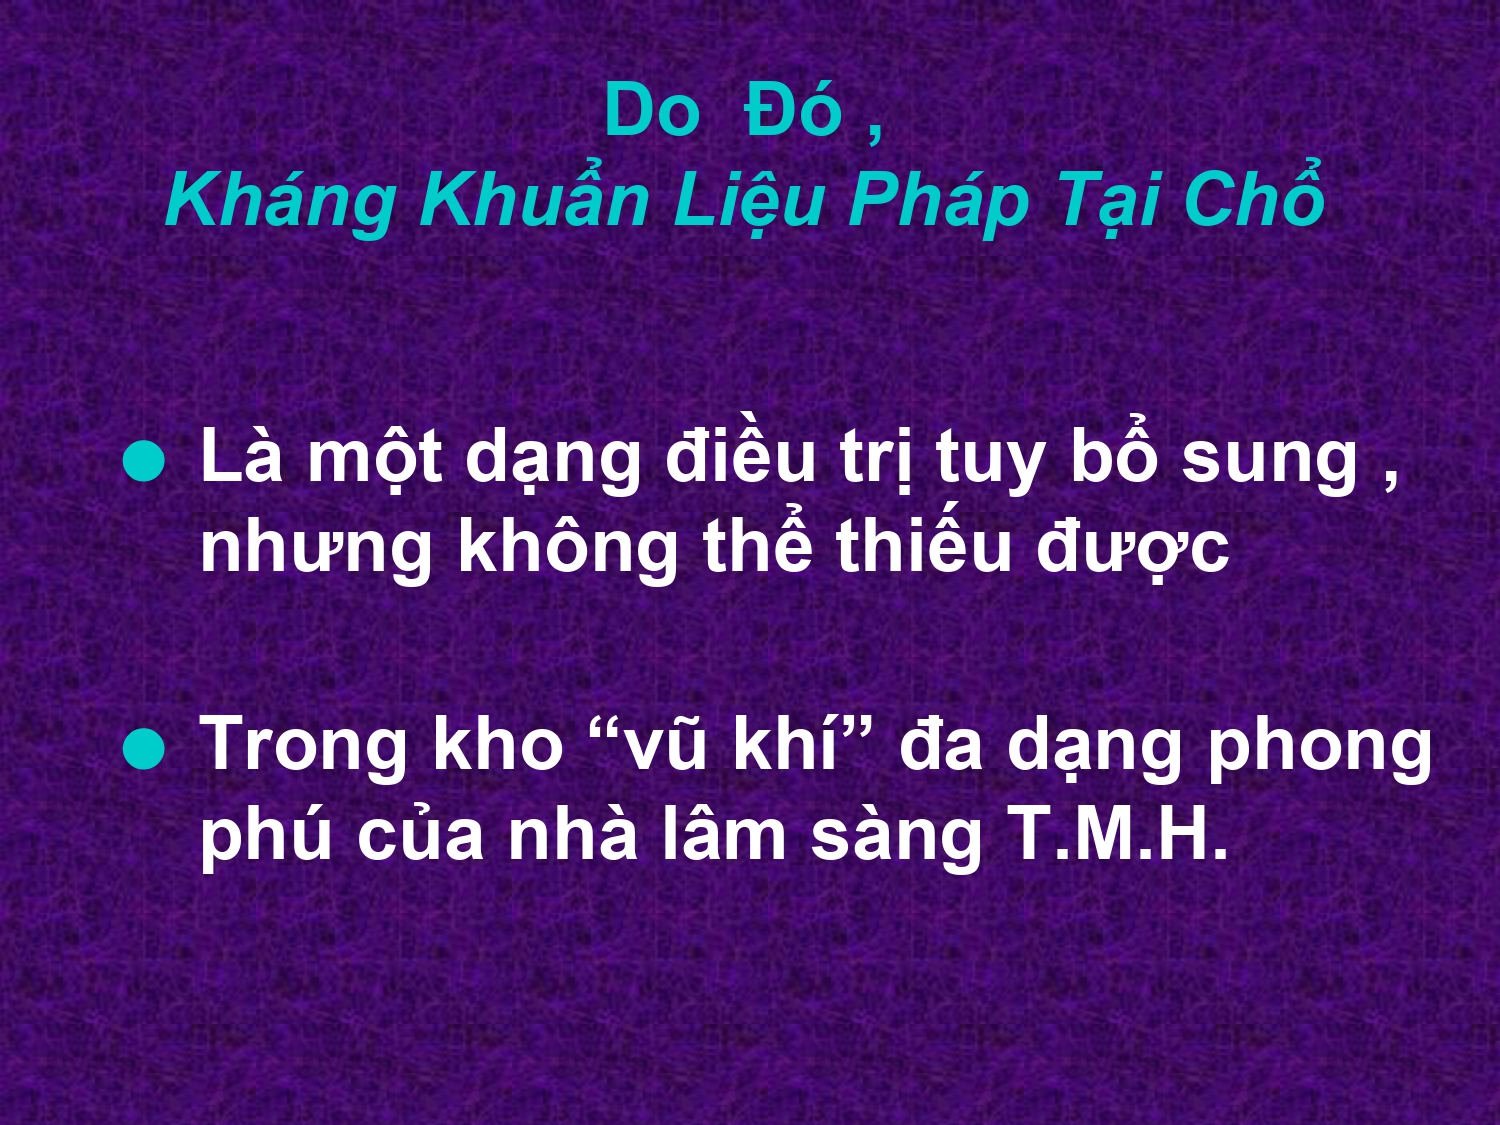 Do Đó ,
Kháng Khuẩn Liệu Pháp Tại Chổ
● Là một dạng điều trị tuy bổ sung ,
nhưng không thể thiếu được
● Trong kho “vũ khí” đa dạng phong
phú của nhà lâm sàng T.M.H.